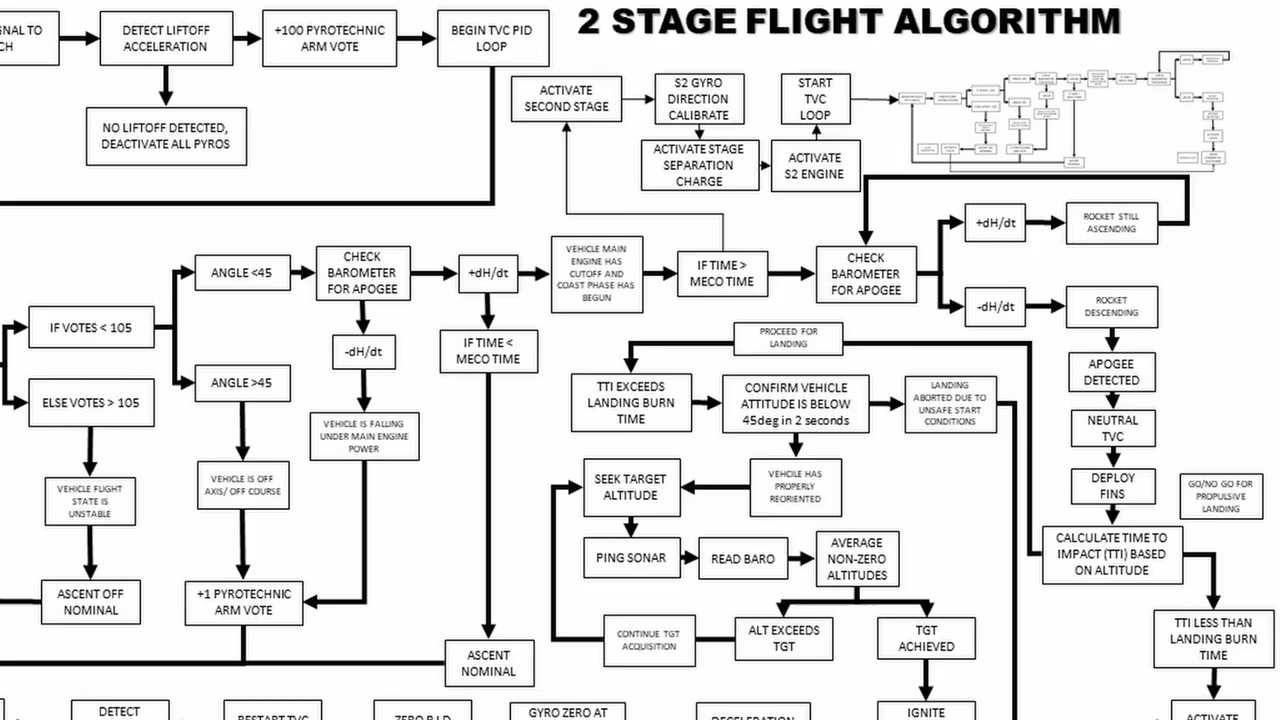 2 STAGE FLIGHT ALGORITHM
DETECT LIFTOFF
ACCELERATION
+100 PYROTECHNIC
ARM VOTE
BEGIN TVC PID
LOOP
NO LIFTOFF DETECTED,
DEACTIVATE ALL PYROS
ACTIVATE
SECOND STAGE
S2 GYRO
DIRECTION
CALIBRATE
START
TVC
LOOP
ACTIVATE STAGE
SEPARATION
CHARGE
ACTIVATE
S2 ENGINE
IF VOTES < 105
ELSE VOTES > 105
ANGLE <45
ANGLE >45
CHECK
BAROMETER
FOR APOGEE
+dH/dt
-dH/dt
IF TIME <
MECO TIME
VEHICLE MAIN
ENGINE HAS
CUTOFF AND
COAST PHASE HAS
BEGUN
IF TIME >
MECO TIME
CHECK
BAROMETER
FOR APOGEE
+dH/dt
ROCKET STILL
ASCENDING
-dH/dt
ROCKET
DESCENDING
VEHICLE IS FALLING
UNDER MAIN ENGINE
POWER
VEHICLE IS OFF
AXIS/ OFF COURSE
VEHICLE FLIGHT
STATE IS
UNSTABLE
ASCENT OFF
NOMINAL
+1 PYROTECHNIC
ARM VOTE
ASCENT
NOMINAL
PROCEED FOR
LANDING
TTI EXCEEDS
LANDING BURN
TIME
CONFIRM VEHICLE
ATTITUDE IS BELOW
45deg in 2 seconds
LANDING
ABORTED DUE TO
UNSAFE START
CONDITIONS
APOGEE
DETECTED
NEUTRAL
TVC
DEPLOY
FINS
GO/NO GO FOR
PROPULSIVE
LANDING
CALCULATE TIME TO
IMPACT (TTI) BASED
ON ALTITUDE
TTI LESS THAN
LANDING BURN
TIME
SEEK TARGET
ALTITUDE
VEHCILE HAS
PROPERLY
REORIENTED
PING SONAR
READ BARO
AVERAGE
NON-ZERO
ALTITUDES
CONTINUE TGT
ACQUISITION
ALT EXCEEDS
TGT
TGT
ACHIEVED
DETECT
RESTART TVC
ZERO P.I.D
GYRO ZERO AT
DECELERATION
IGNITE
ACTIVATE